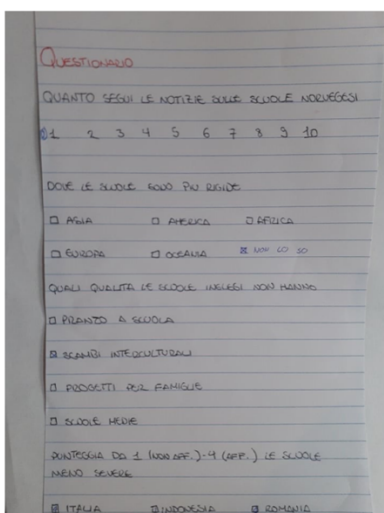 QUESTIONARIO
QUANTO SEGUI LE NOTIZIE SULLE SCUOLE NORVEGESI
1 2 3 4 5 6 7 8 9 10
DOVE LE SCUOLE SONO PIÙ RIGIDE
☐ ASIA ☐ AMERICA ☐ AFRICA
☐ EUROPA ☐ OCEANIA ☒ NON LO SO
QUALI QUALITÀ LE SCUOLE INGLESI NON HANNO
☐ PRANZO A SCUOLA
☒ SCAMBI INTERCULTURALI
☐ PROGETTI PER FAMIGLIE
☐ SCUOLE MEDIE
PUNTEGGIA DA 1 (NON AFF.)-4 (AFF.) LE SCUOLE
MENO SEVERE
ITALIA INDONESIA ROMANIA